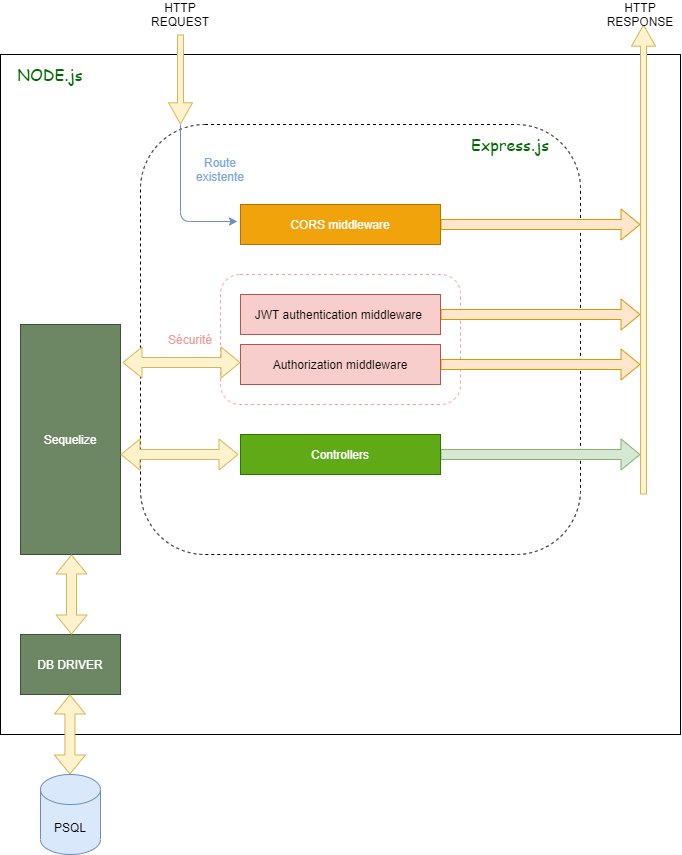 HTTP
REQUEST
HTTP
RESPONSE
NODE.js
Express.js
Route
existente
CORS middleware
JWT authentication middleware
Sécurité
Authorization middleware
Sequelize
Controllers
DB DRIVER
PSQL